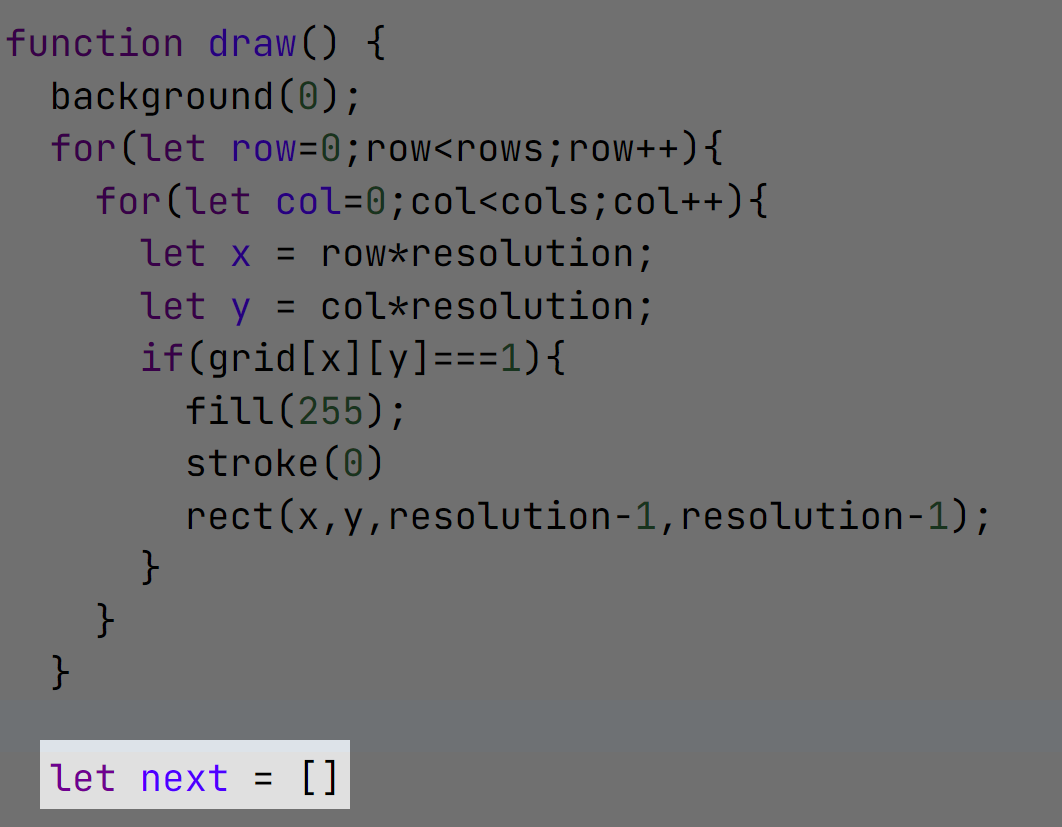 function draw() {
  background(0);
  for(let row=0;row<rows;row++){
    for(let col=0;col<cols;col++){
      let x = row*resolution;
      let y = col*resolution;
      if(grid[x][y]===1){
        fill(255);
        stroke(0)
        rect(x,y,resolution-1,resolution-1);
      }
    }
  }
  let next = []